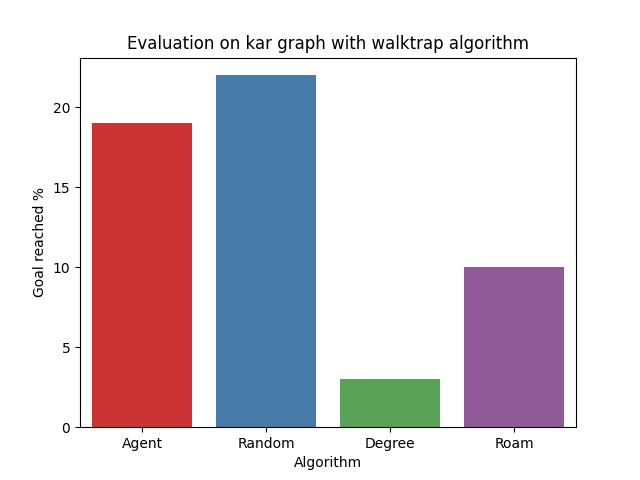 Evaluation on kar graph with walktrap algorithm
Goal reached %
20
15
10
5
0
Agent Random Degree Roam
Algorithm